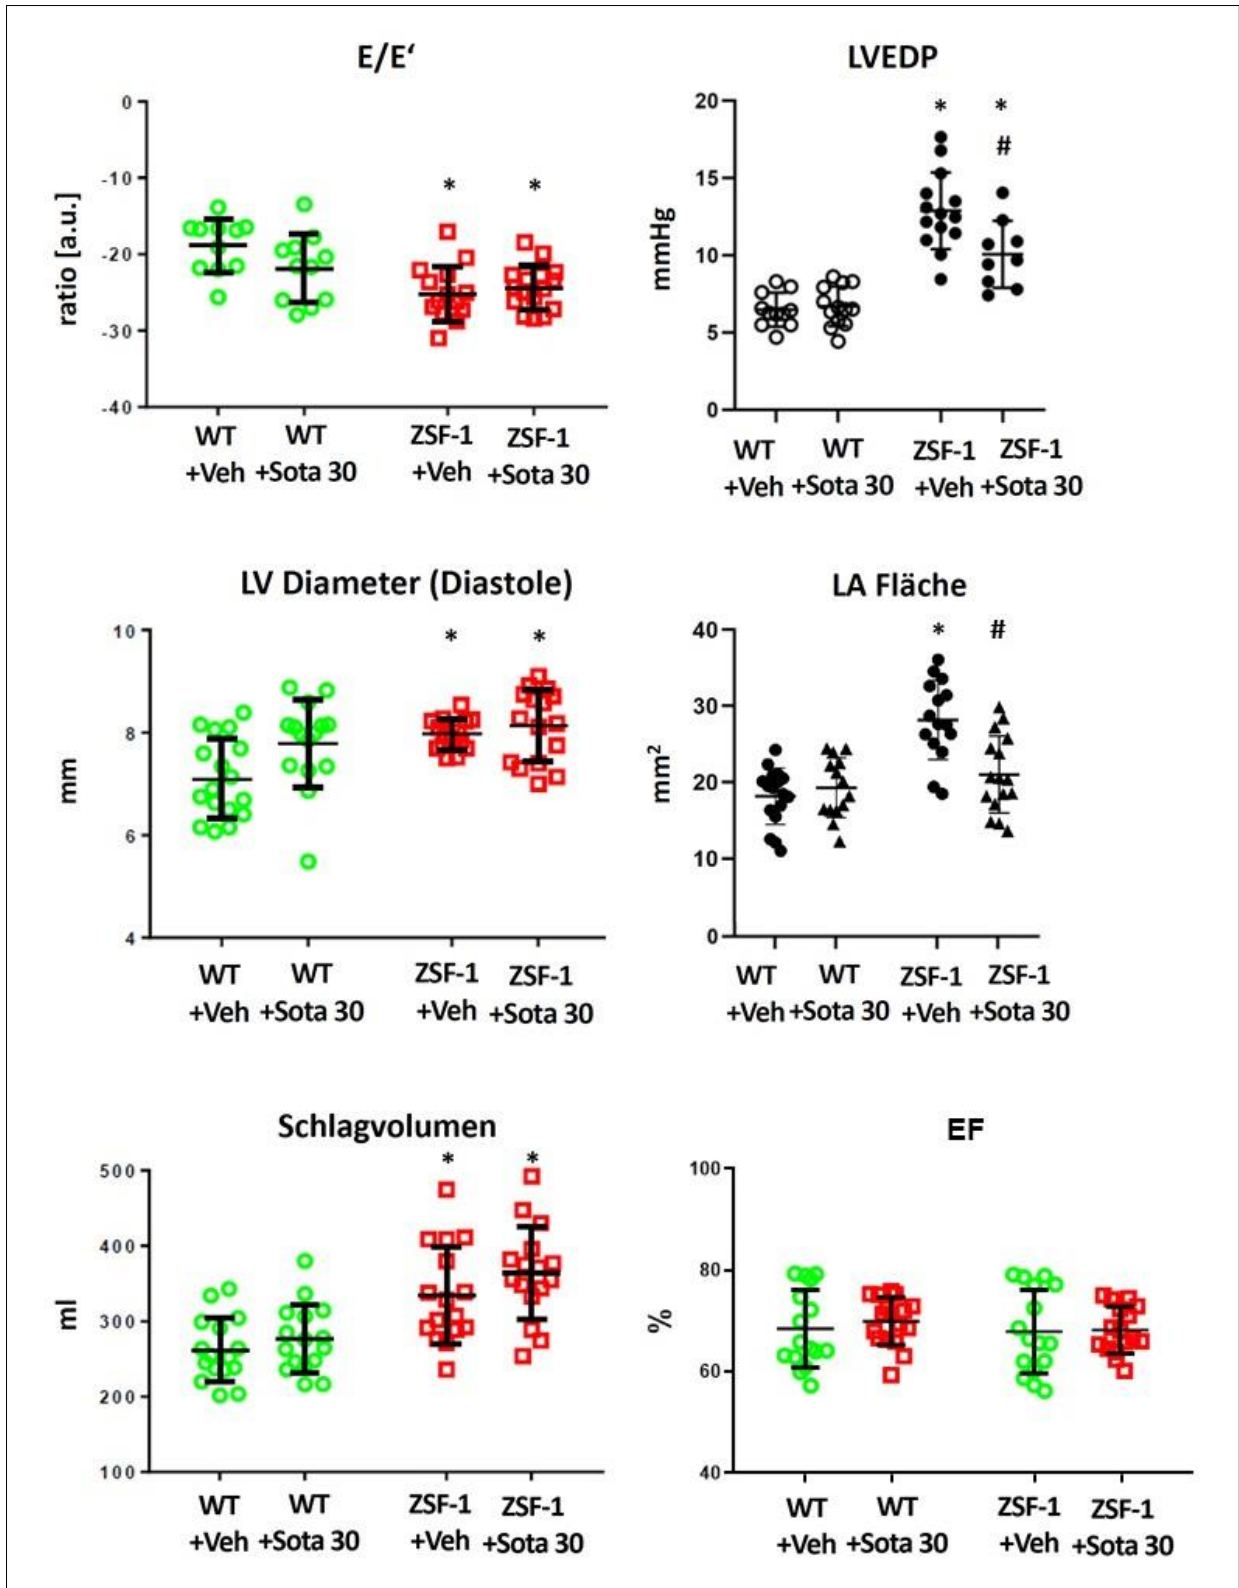 E/E‘
0
-10
-20
-30
-40
ratio [a.u.]
* *
WT WT ZSF-1 ZSF-1
+Veh +Sota 30 +Veh +Sota 30
LVEDP
20
15
10
5
0
mmHg
* *
#
WT WT ZSF-1 ZSF-1
+Veh +Sota 30 +Veh +Sota 30
LV Diameter (Diastole)
10
8
6
4
mm
* *
WT WT ZSF-1 ZSF-1
+Veh +Sota 30 +Veh +Sota 30
LA Fläche
40
30
20
10
0
mm²
* #
WT WT ZSF-1 ZSF-1
+Veh +Sota 30 +Veh +Sota 30
Schlagvolumen
500
400
300
200
100
ml
* *
WT WT ZSF-1 ZSF-1
+Veh +Sota 30 +Veh +Sota 30
EF
100
80
60
40
%
WT WT ZSF-1 ZSF-1
+Veh +Sota 30 +Veh +Sota 30